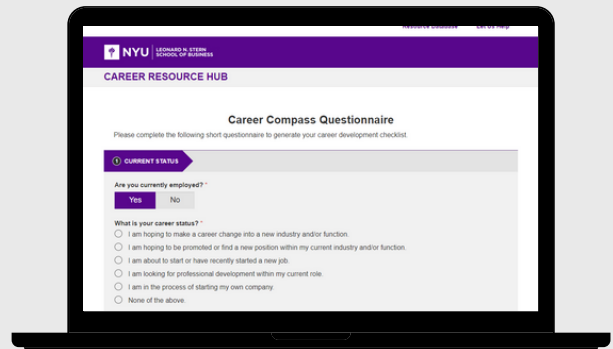 Resource Database Let Us Help
NYU LEONARD N. STERN
SCHOOL OF BUSINESS
CAREER RESOURCE HUB
Career Compass Questionnaire
Please complete the following short questionnaire to generate your career development checklist
1 CURRENT STATUS
Are you currently employed? *
Yes No
What is your career status? *
I am hoping to make a career change into a new industry and/or function.
I am hoping to be promoted or find a new position within my current industry and/or function.
I am about to start or have recently started a new job.
I am looking for professional development within my current role.
I am in the process of starting my own company.
None of the above.